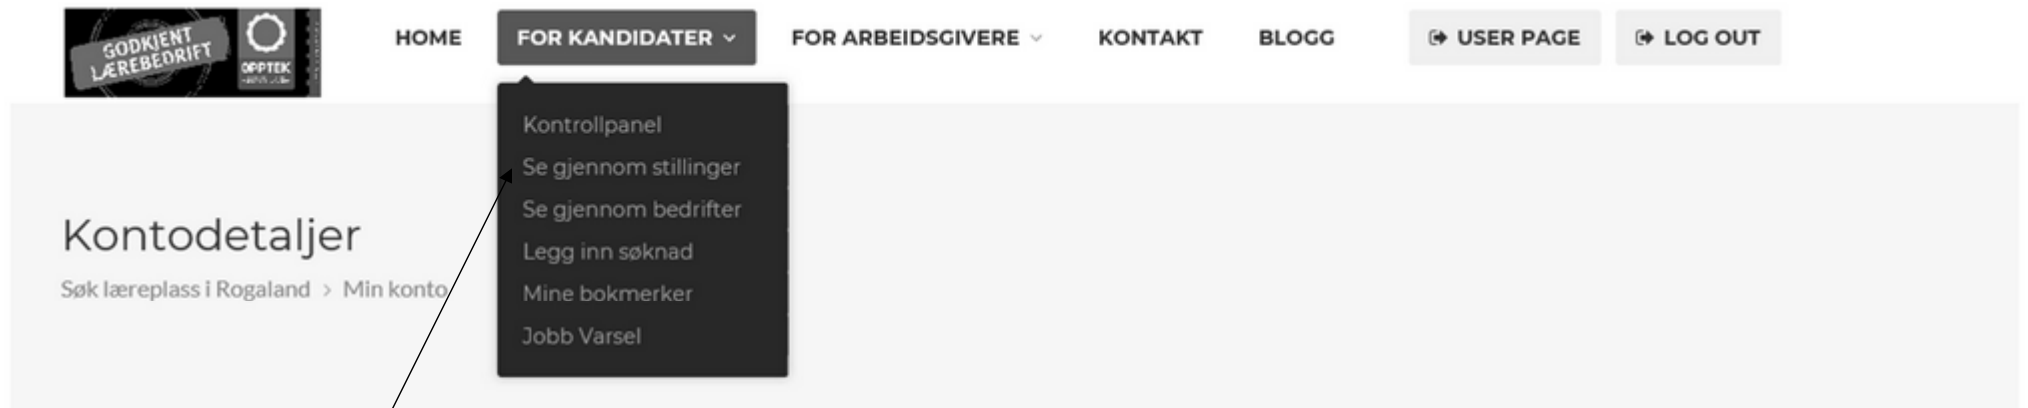 GODKJENT
LÆREBEDRIFT
OPPTEK
HOME
FOR KANDIDATER
FOR ARBEIDSGIVERE
KONTAKT
BLOGG
USER PAGE
LOG OUT
Kontrollpanel
Se gjennom stillinger
Se gjennom bedrifter
Legg inn søknad
Mine bokmerker
Jobb Varsel
Kontodetaljer
Søk læreplass i Rogaland > Min konto